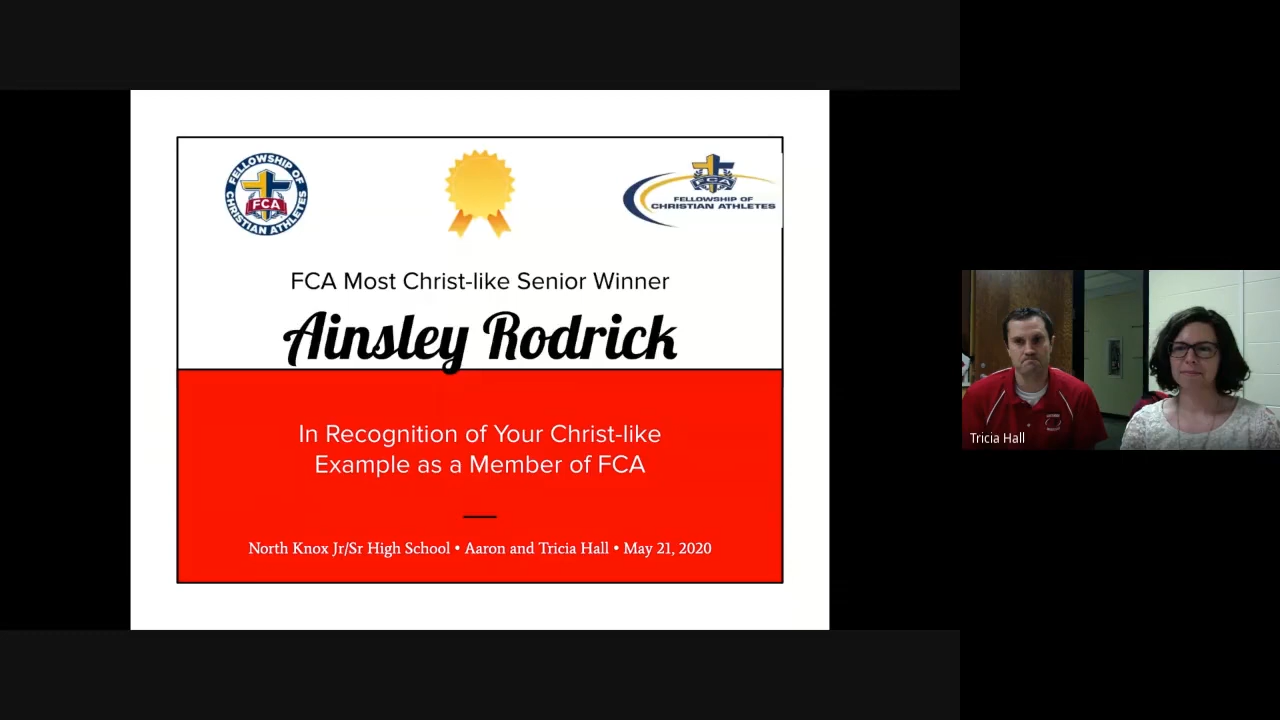 FELLOWSHIP OF
CHRISTIAN ATHLETES
FCA
FELLOWSHIP OF
CHRISTIAN ATHLETES
FCA Most Christ-like Senior Winner
Ainsley Rodrick
In Recognition of Your Christ-like
Example as a Member of FCA
North Knox Jr/Sr High School • Aaron and Tricia Hall • May 21, 2020
Tricia Hall